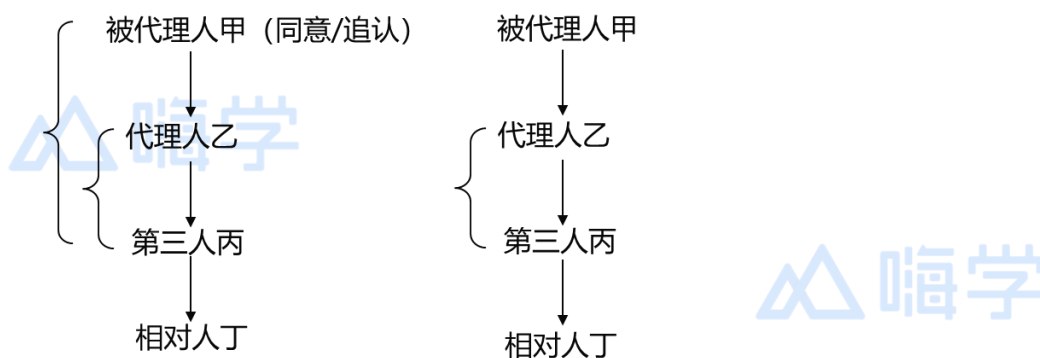 被代理人甲（同意/追认）
代理人乙
第三人丙
相对人丁
被代理人甲
代理人乙
第三人丙
相对人丁
嗨学
嗨学